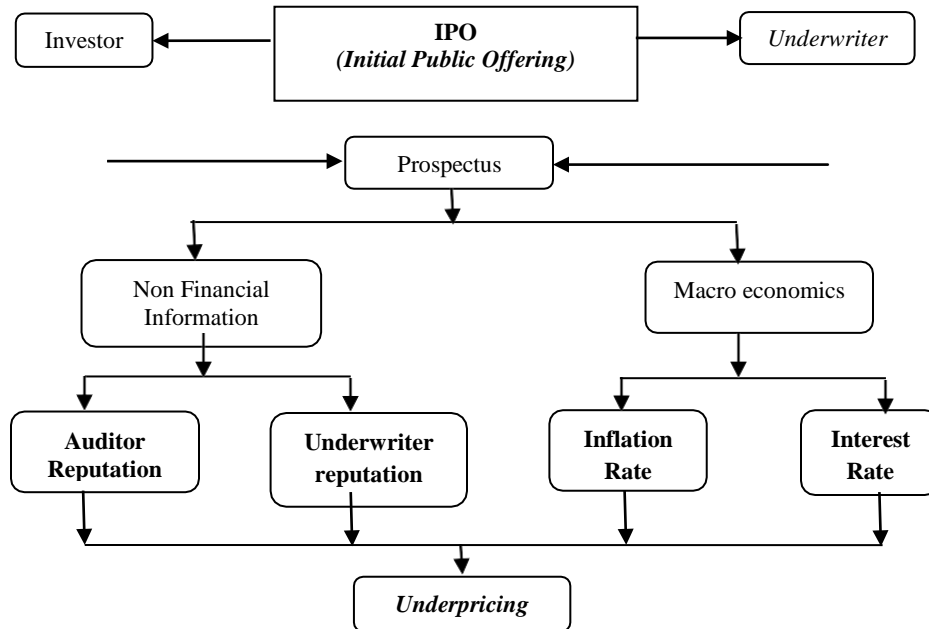 Investor
IPO
(Initial Public Offering)
Underwriter
Prospectus
Non Financial
Information
Macro economics
Auditor
Reputation
Underwriter
reputation
Inflation
Rate
Interest
Rate
Underpricing